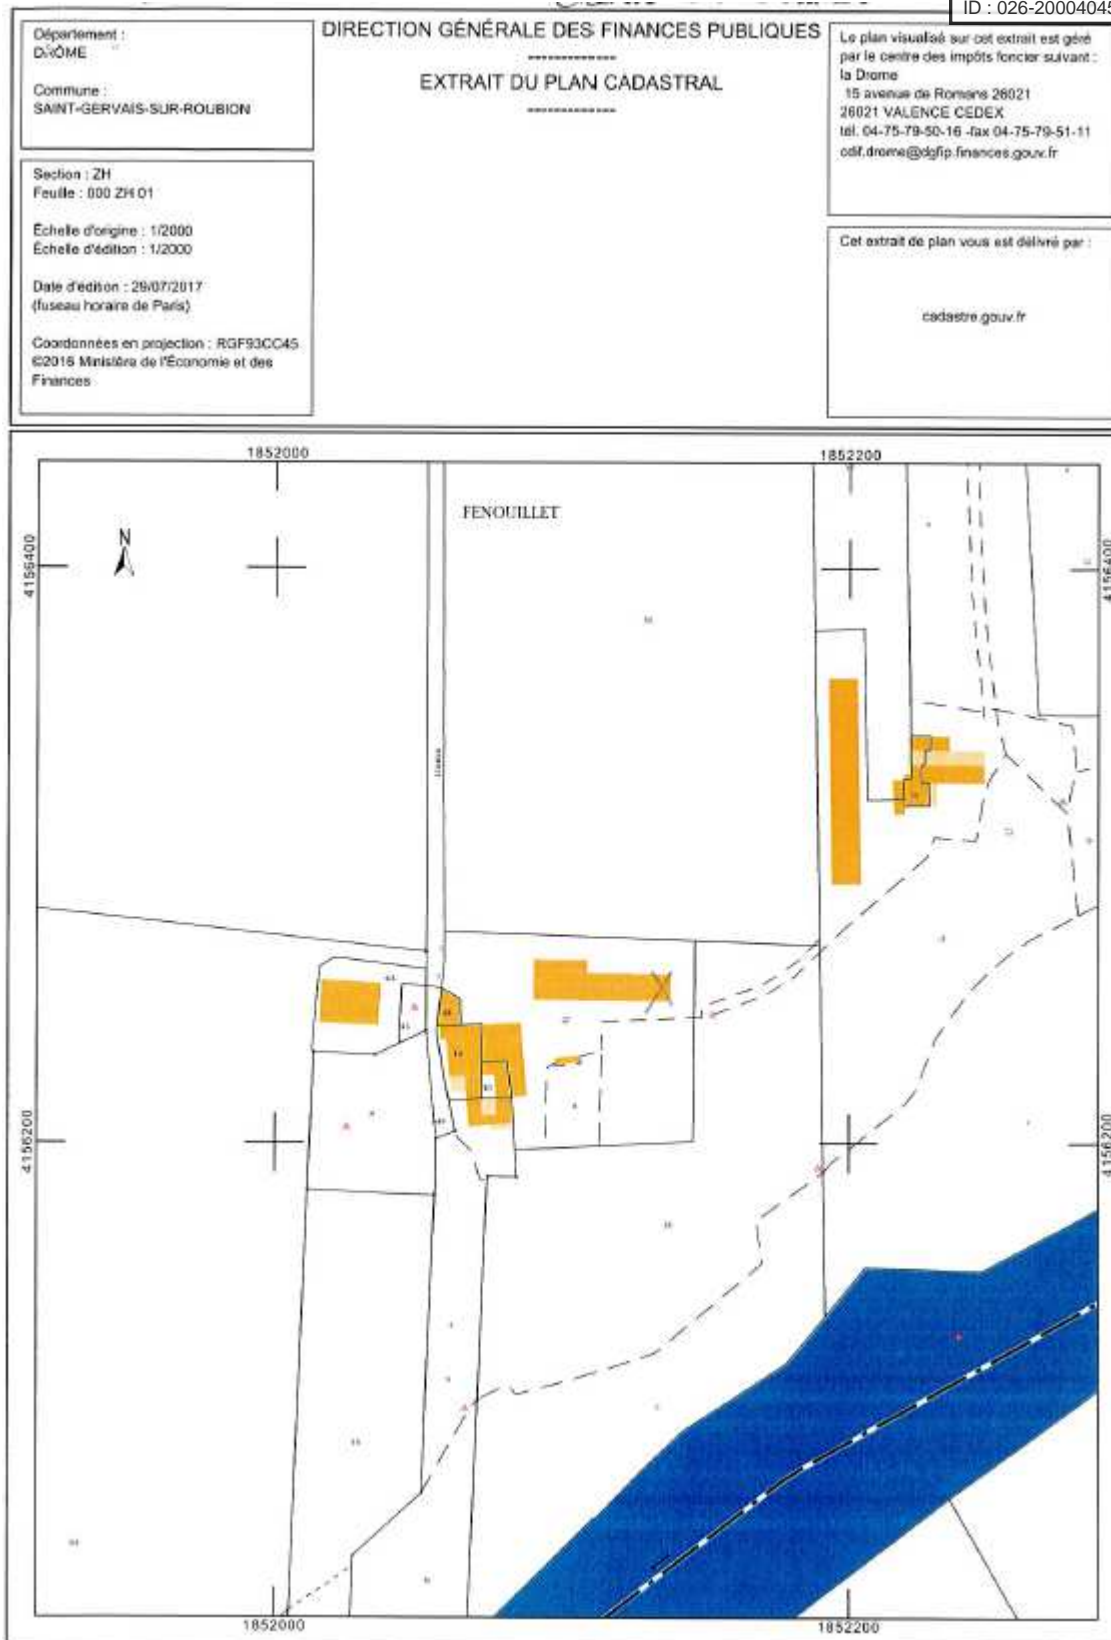 ID : 026-20004045
Département :
DRÔME
Commune :
SAINT-GERVAIS-SUR-ROUBION
Section : ZH
Feuille : 000 ZH 01
Échelle d'origine : 1/2000
Échelle d'édition : 1/2000
Date d'édition : 29/07/2017
(fuseau horaire de Paris)
Coordonnées en projection : RGF93CC45
©2016 Ministère de l'Économie et des
Finances
DIRECTION GÉNÉRALE DES FINANCES PUBLIQUES
------------
EXTRAIT DU PLAN CADASTRAL
------------
Le plan visualisé sur cet extrait est géré
par le centre des impôts foncier suivant :
la Drome
15 avenue de Romans 26021
26021 VALENCE CEDEX
tél. 04-75-79-50-16 -fax 04-75-79-51-11
cdif.drome@dgfip.finances.gouv.fr
Cet extrait de plan vous est délivré par :
cadastre.gouv.fr
1852000
1852200
FENOUILLET
N
4156400
4156400
4156200
4156200
1852000
1852200